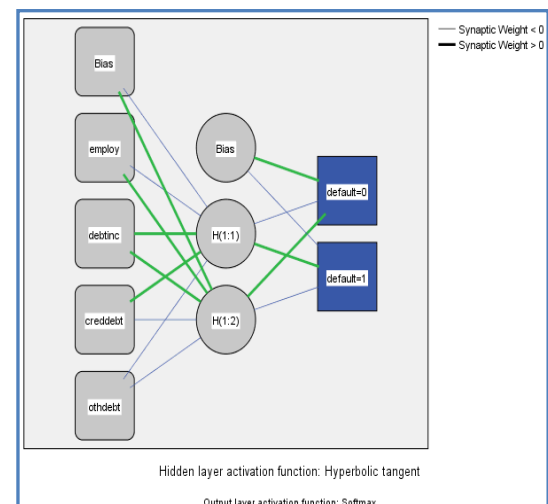 Synaptic Weight < 0
Synaptic Weight > 0
Bias
employ
debtinc
creddebt
othdebt
Bias
H(1:1)
H(1:2)
default=0
default=1
Hidden layer activation function: Hyperbolic tangent
Output layer activation function: Softmax